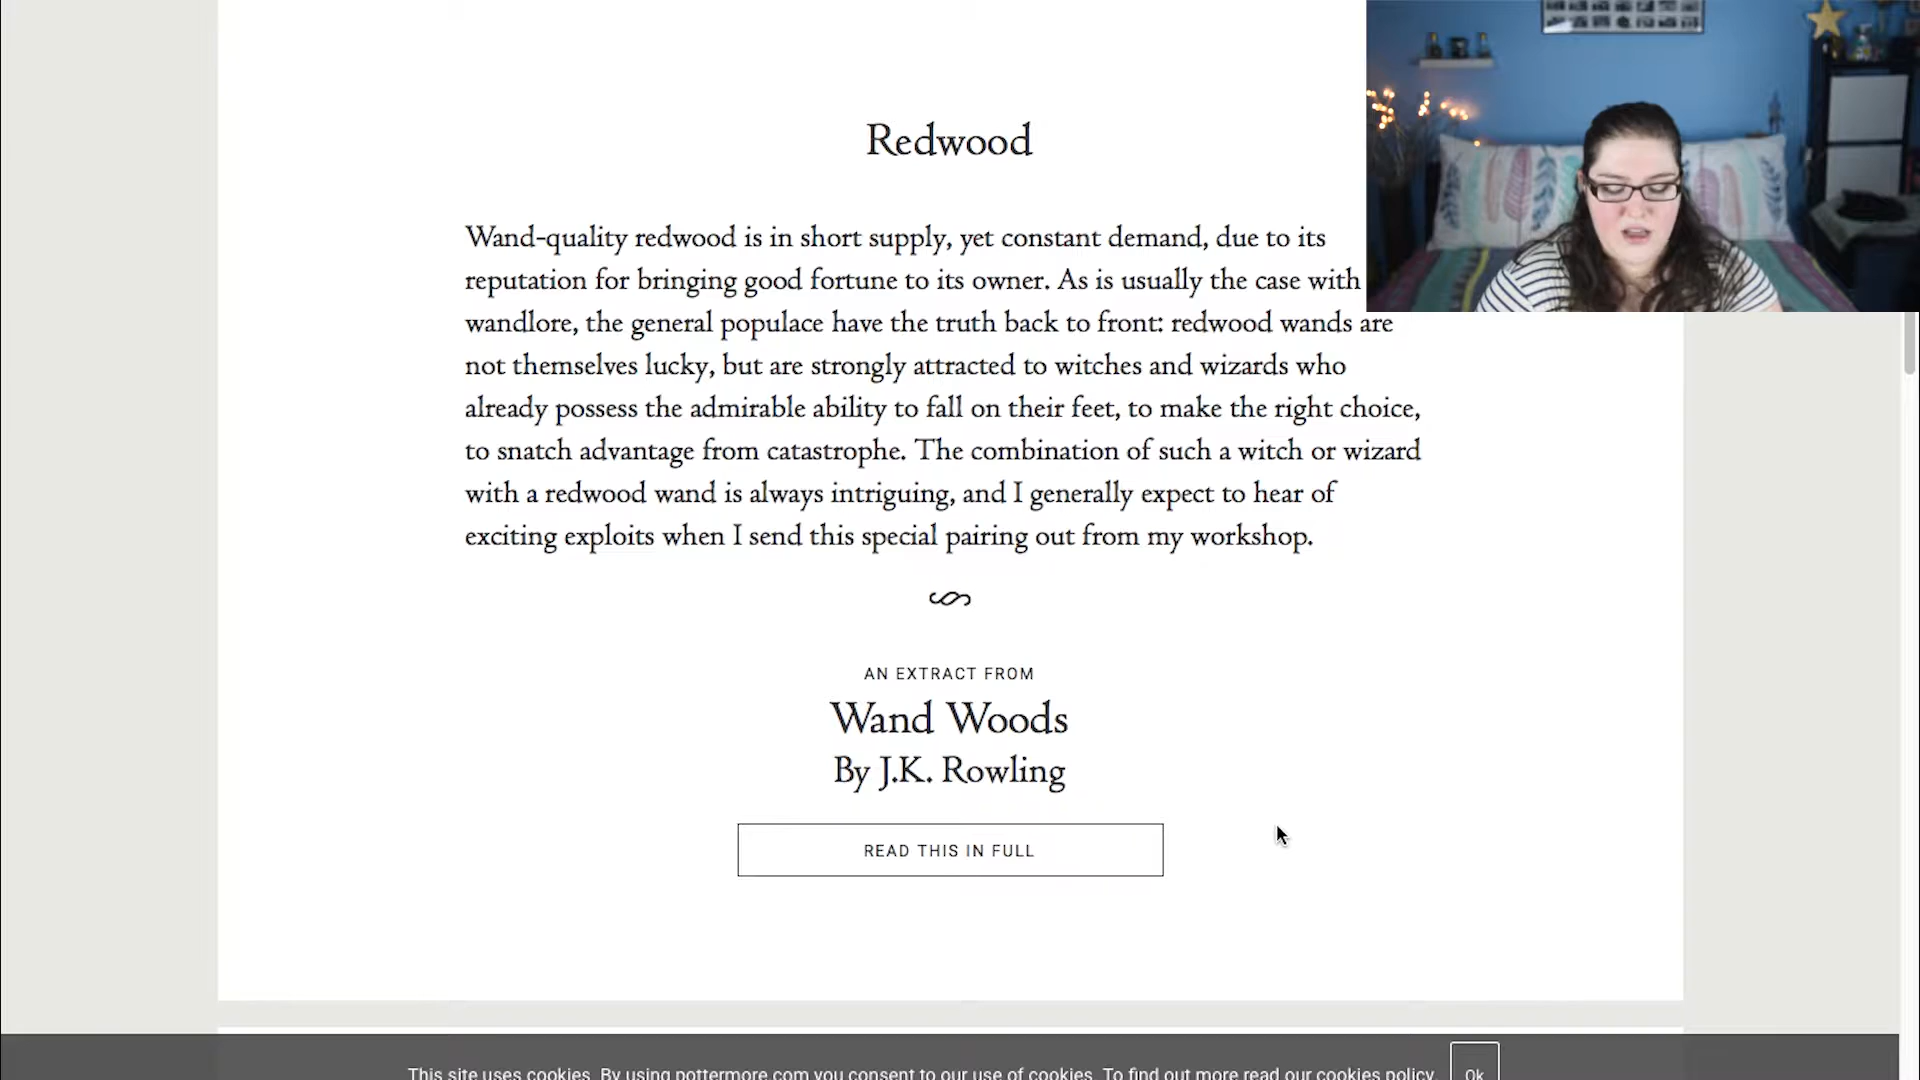 Redwood
Wand-quality redwood is in short supply, yet constant demand, due to its
reputation for bringing good fortune to its owner. As is usually the case with
wandlore, the general populace have the truth back to front: redwood wands are
not themselves lucky, but are strongly attracted to witches and wizards who
already possess the admirable ability to fall on their feet, to make the right choice,
to snatch advantage from catastrophe. The combination of such a witch or wizard
with a redwood wand is always intriguing, and I generally expect to hear of
exciting exploits when I send this special pairing out from my workshop.
AN EXTRACT FROM
Wand Woods
By J.K. Rowling
READ THIS IN FULL
This site uses cookies. By using pottermore.com you consent to our use of cookies. To find out more read our cookies policy.
Ok